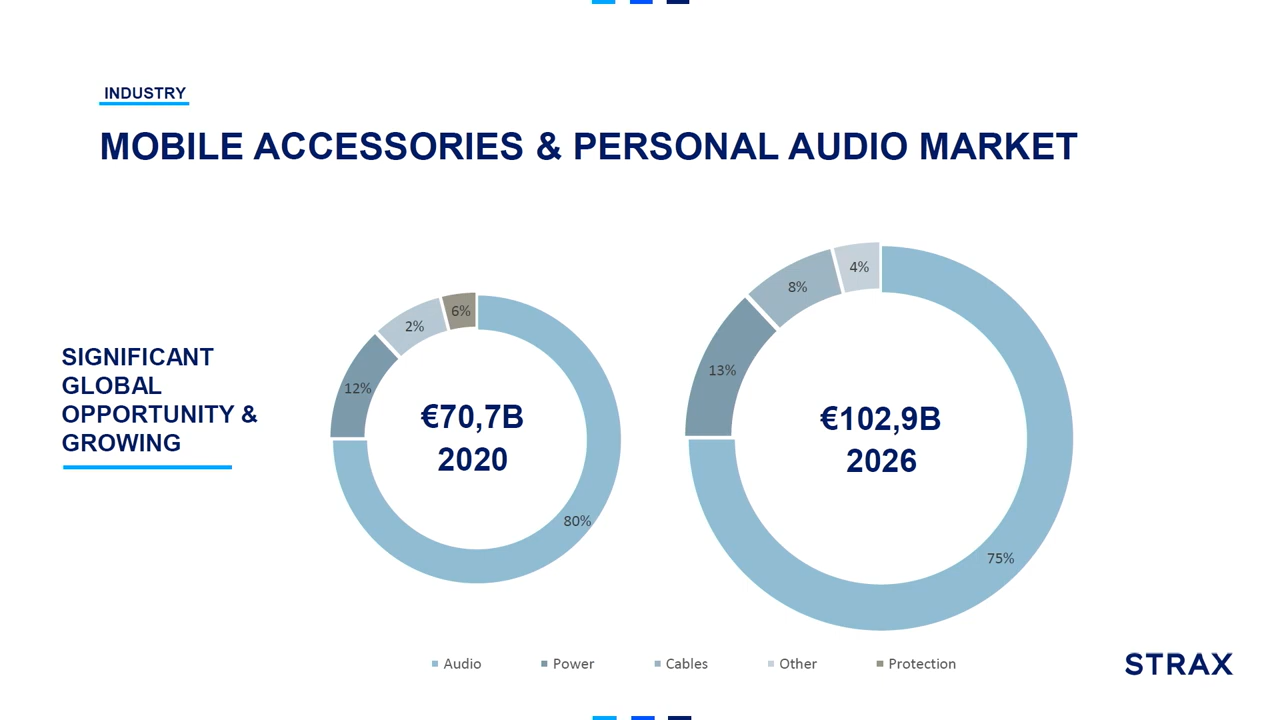 INDUSTRY
MOBILE ACCESSORIES & PERSONAL AUDIO MARKET
SIGNIFICANT
GLOBAL
OPPORTUNITY &
GROWING
6%
2%
12%
80%
€70,7B
2020
4%
8%
13%
75%
€102,9B
2026
Audio
Power
Cables
Other
Protection
STRAX